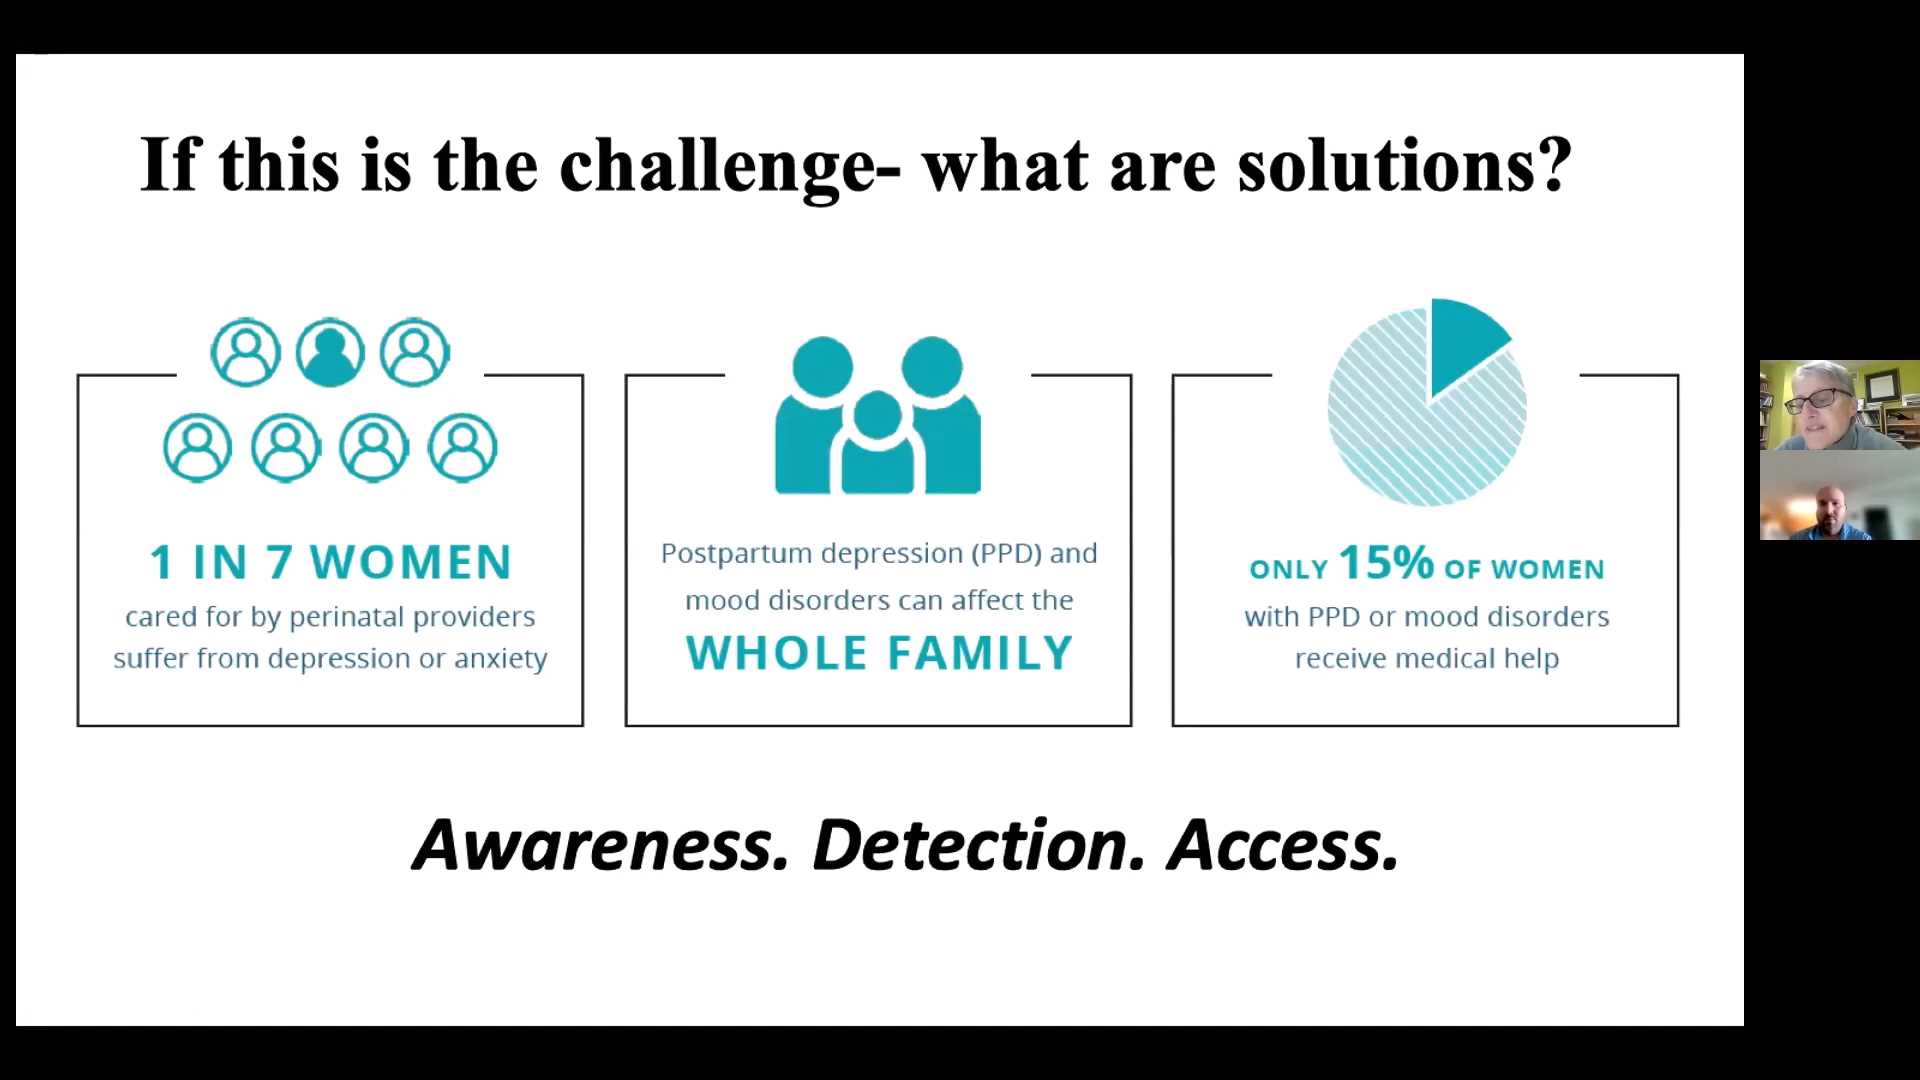 If this is the challenge- what are solutions?
1 IN 7 WOMEN
cared for by perinatal providers
suffer from depression or anxiety
Postpartum depression (PPD) and
mood disorders can affect the
WHOLE FAMILY
ONLY 15% OF WOMEN
with PPD or mood disorders
receive medical help
Awareness. Detection. Access.